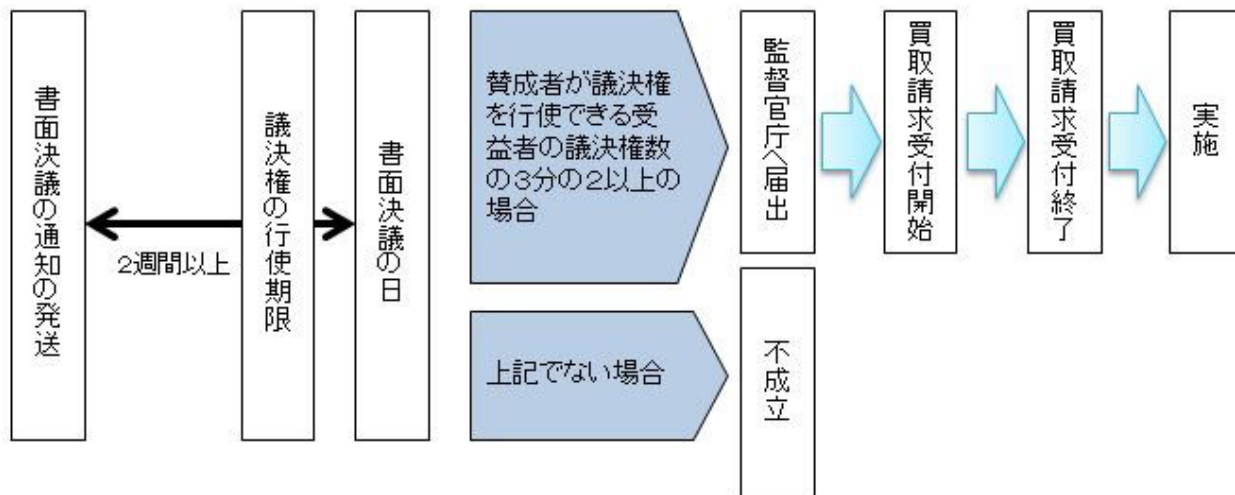 書面決議の通知の発送
2週間以上
議決権の行使期限
書面決議の日
賛成者が議決権
を行使できる受
益者の議決権数
の3分の2以上の
場合
監督官庁へ届出
買取請求受付開始
買取請求受付終了
実施
上記でない場合
不成立